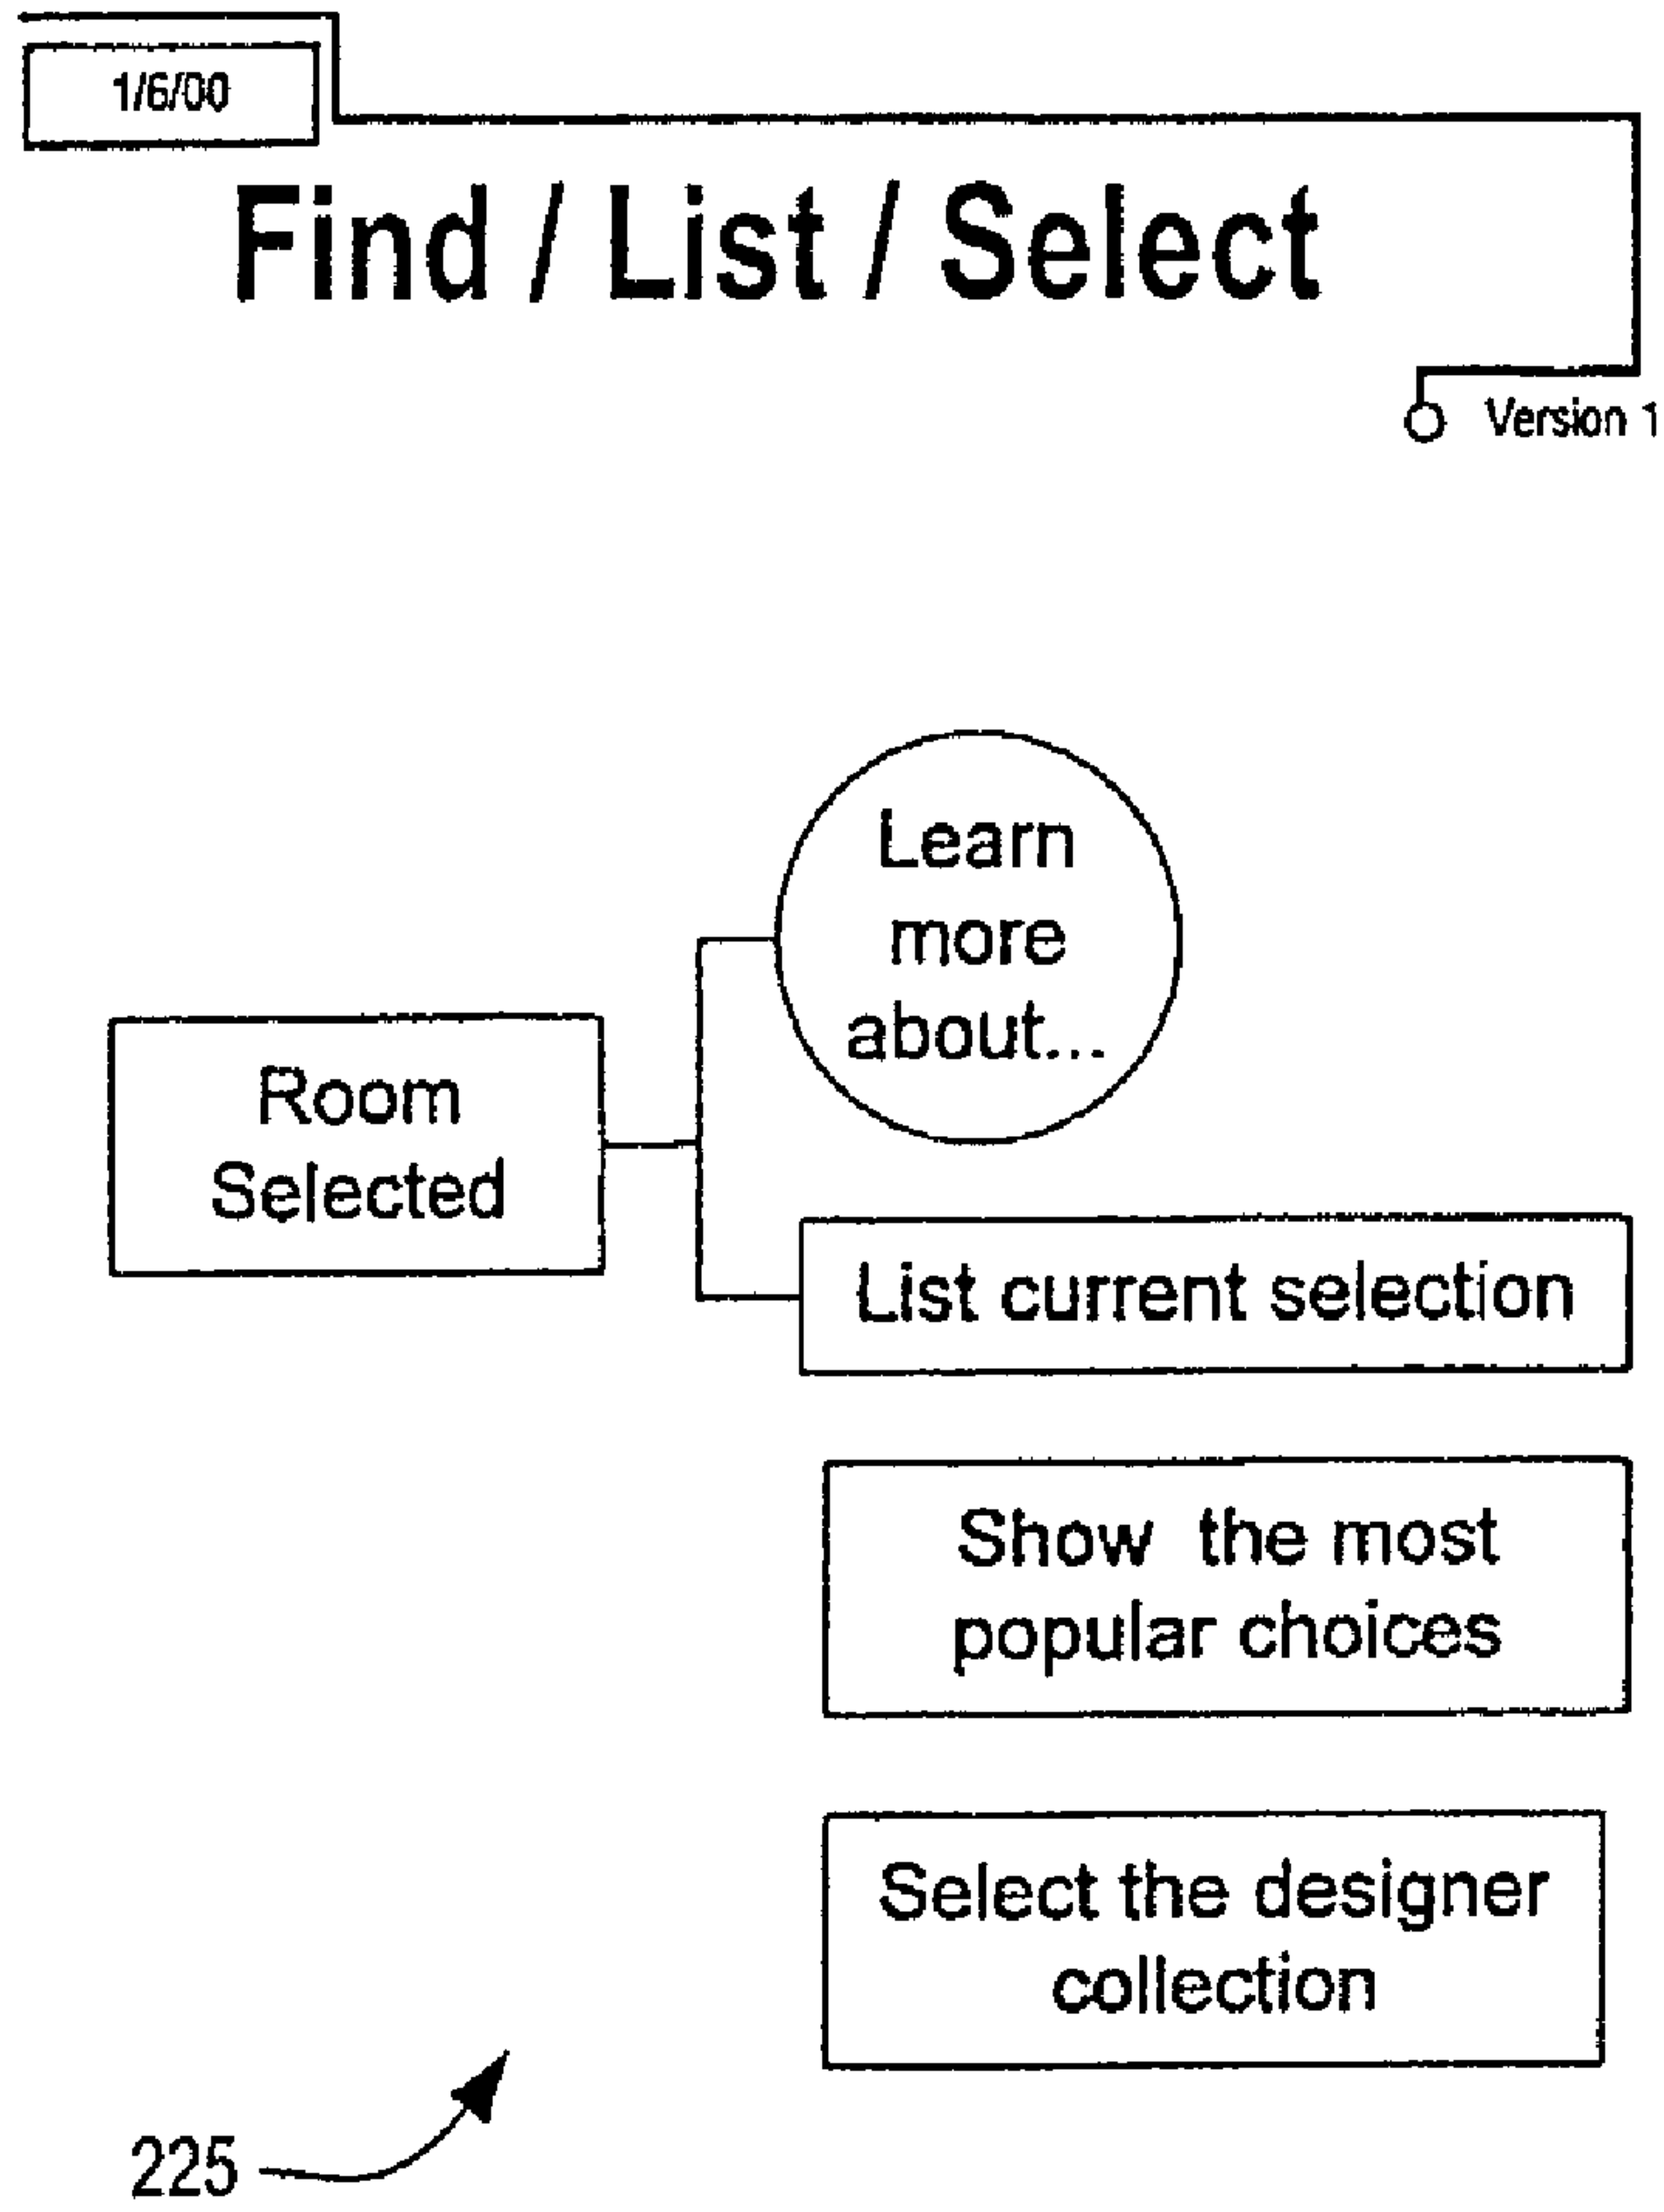 1/6/00
Find / List / Select
Version 1
Learn
more
about...
Room
Selected
List current selection
Show the most
popular choices
Select the designer
collection
225